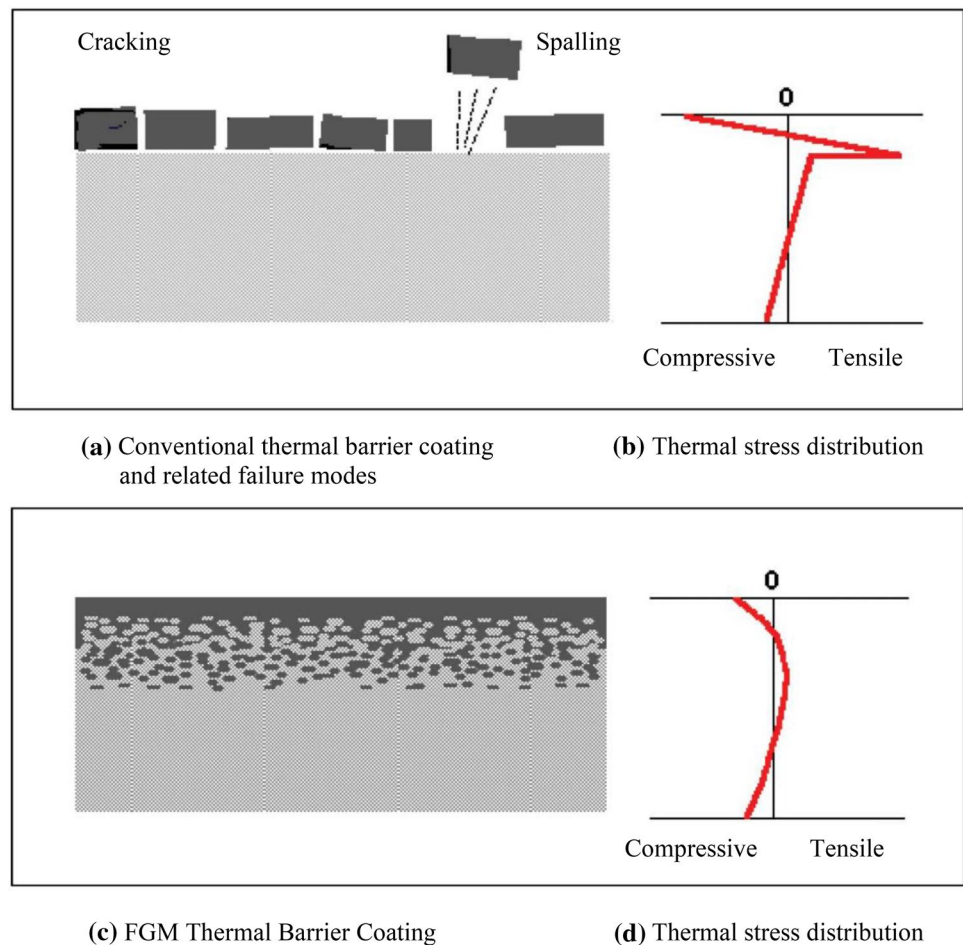 Cracking
Spalling
0
Compressive
Tensile
(a) Conventional thermal barrier coating
and related failure modes
(b) Thermal stress distribution
0
Compressive
Tensile
(c) FGM Thermal Barrier Coating
(d) Thermal stress distribution